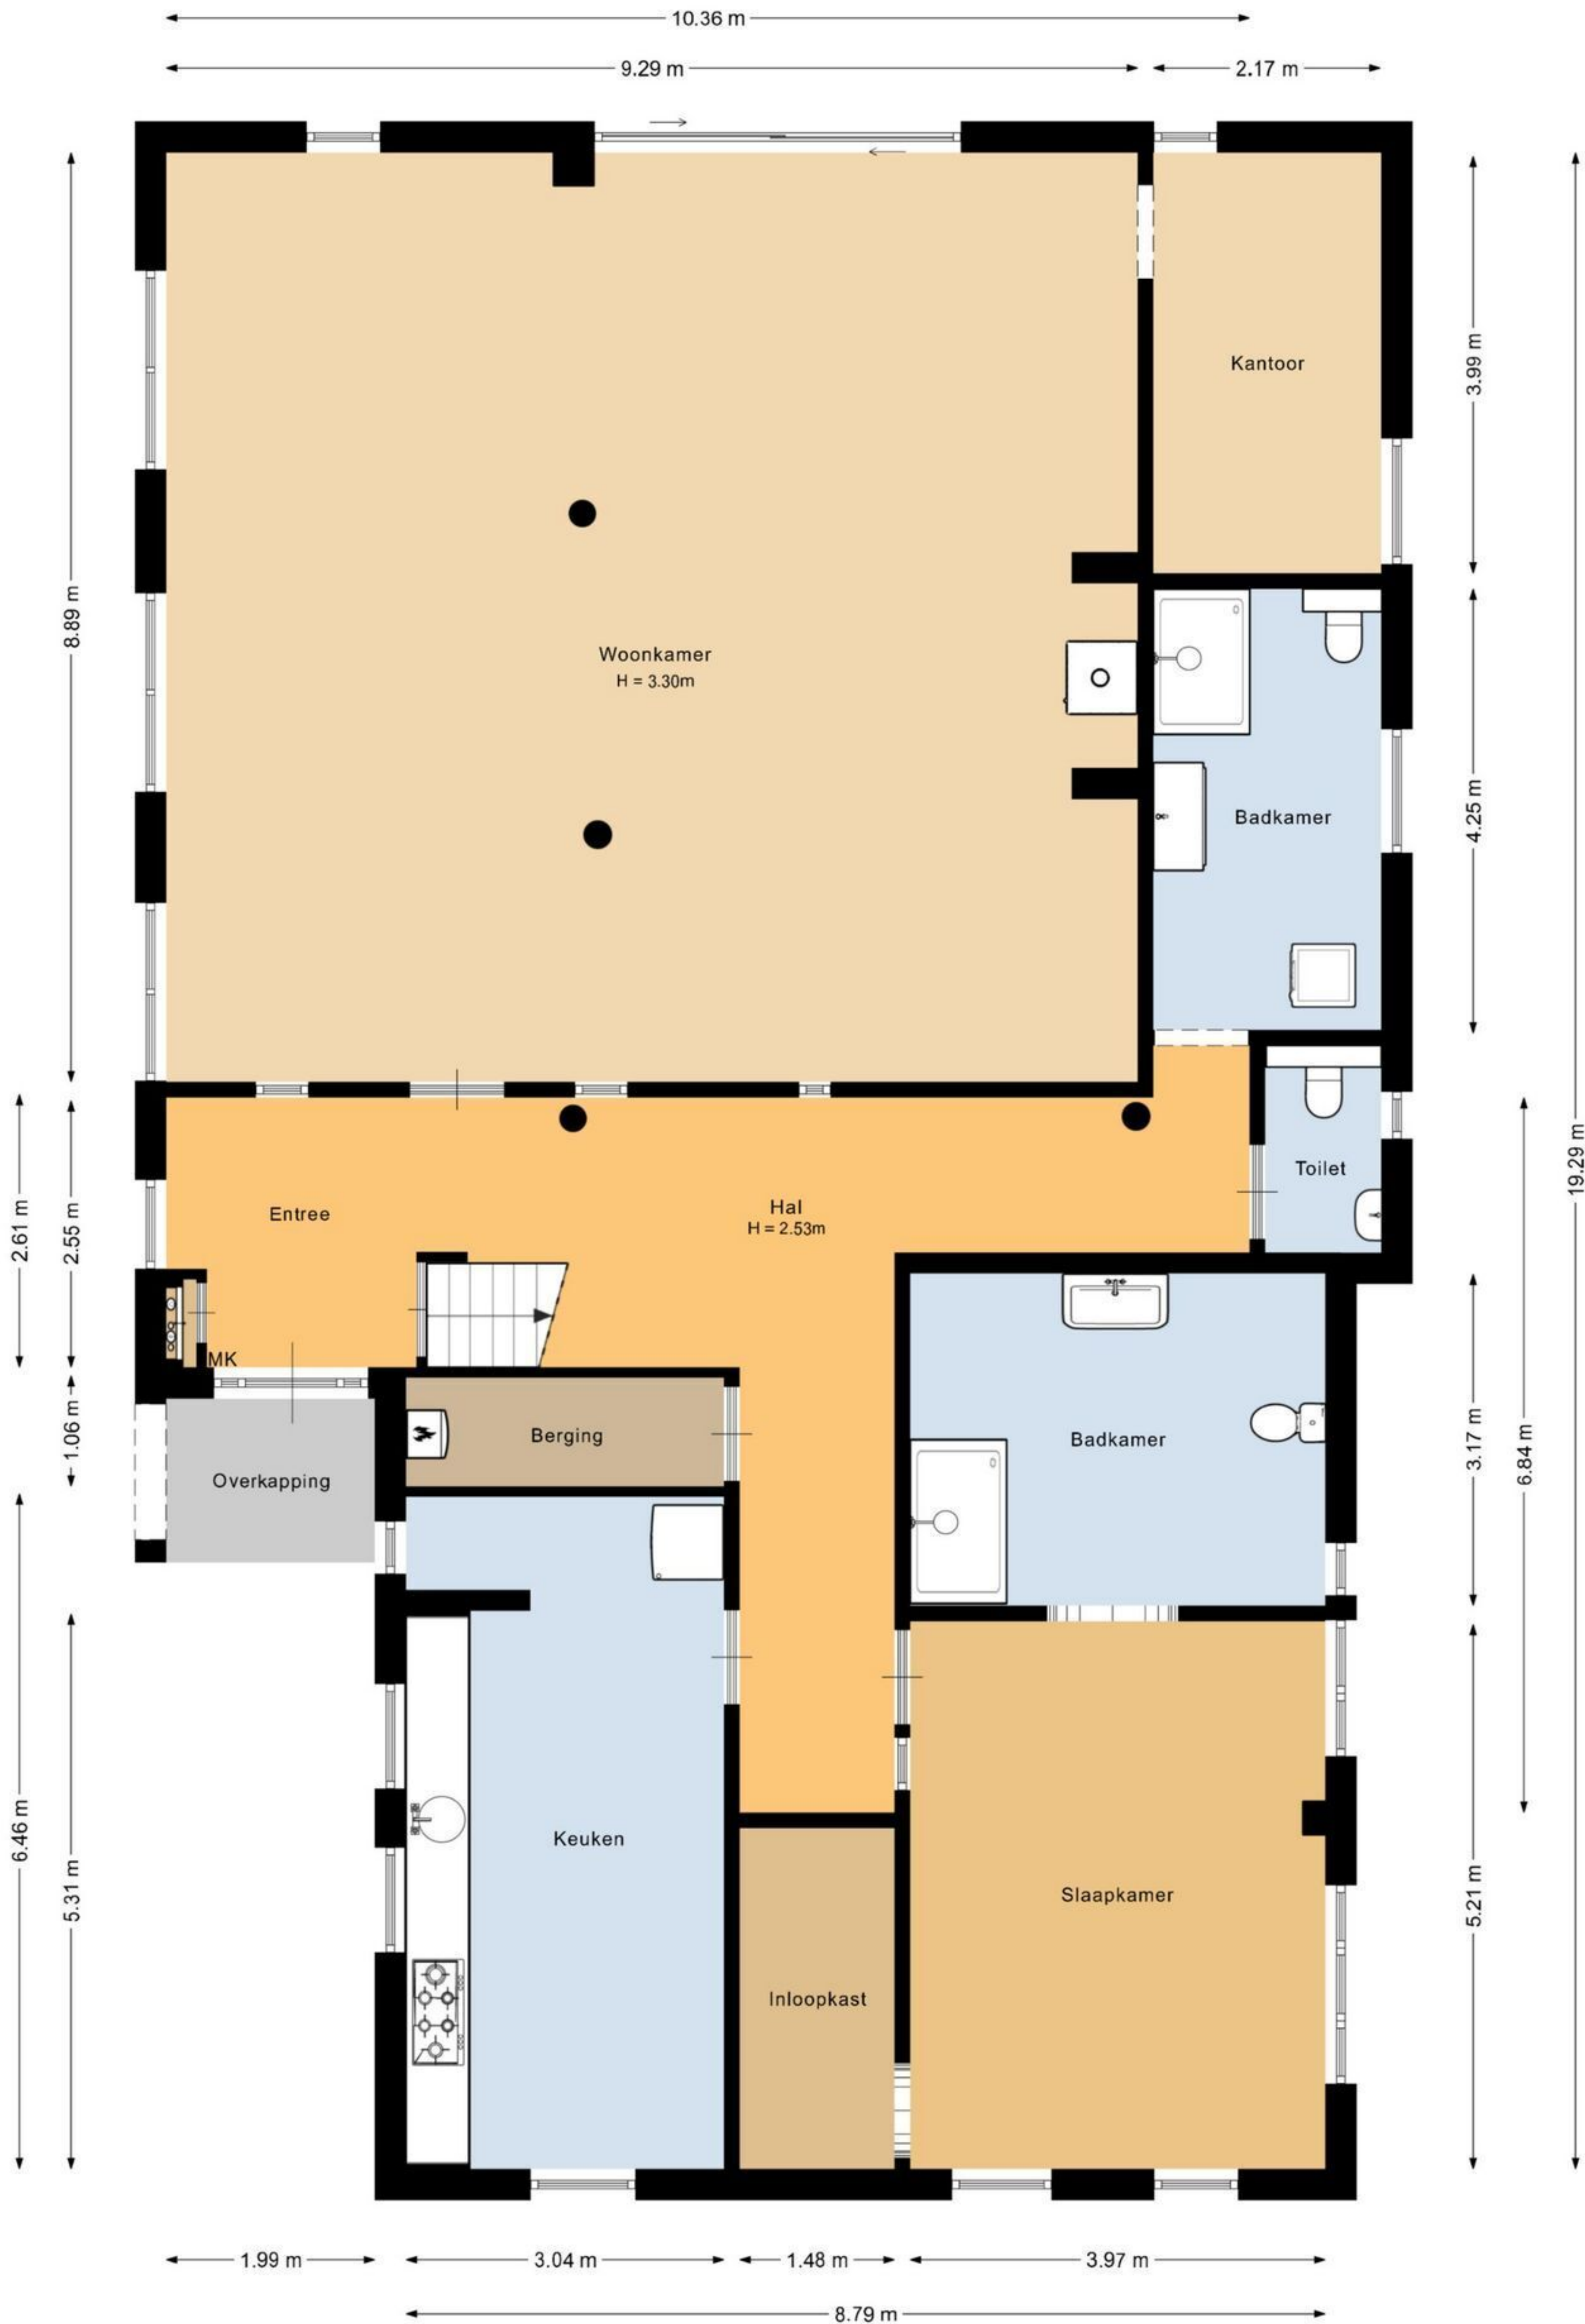 10.36 m
9.29 m
2.17 m
8.89 m
3.99 m
19.29 m
Kantoor
Woonkamer
H = 3.30m
4.25 m
Badkamer
2.61 m
2.55 m
Entree
Hal
H = 2.53m
Toilet
MK
1.06 m
Berging
Overkapping
Badkamer
3.17 m
6.84 m
6.46 m
5.31 m
Keuken
Slaapkamer
5.21 m
Inloopkast
1.99 m
3.04 m
1.48 m
3.97 m
8.79 m